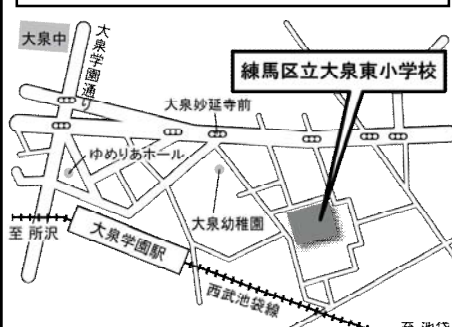 大泉中
大泉学園通り
練馬区立大泉東小学校
大泉妙延寺前
ゆめりあホール
大泉幼稚園
至 所沢
大泉学園駅
西武池袋線
至 池袋